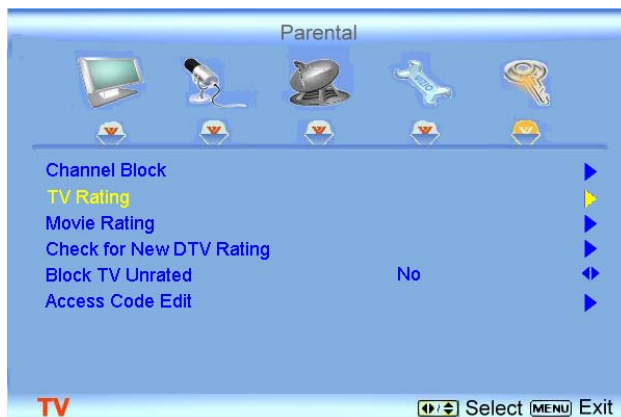 Parental
VIZIO
Channel Block
TV Rating
Movie Rating
Check for New DTV Rating
Block TV Unrated No
Access Code Edit
TV Select MENU Exit